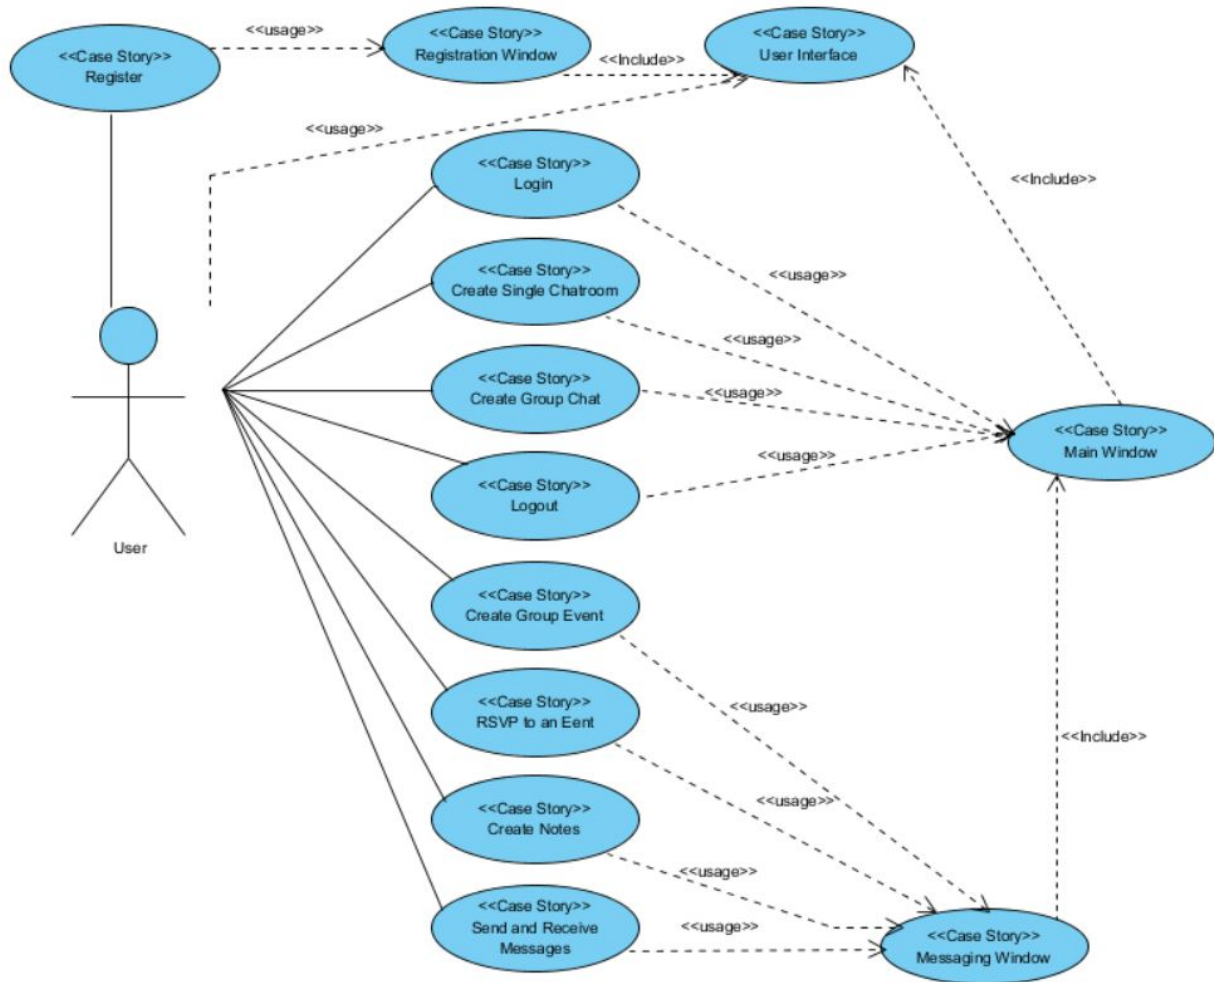 <<Case Story>>
Register
<<usage>>
<<Case Story>>
Registration Window
<<Include>>
<<Case Story>>
User Interface
<<usage>>
<<Case Story>>
Login
<<Include>>
<<Case Story>>
Create Single Chatroom
<<usage>>
<<usage>>
<<Case Story>>
Create Group Chat
<<usage>>
<<Case Story>>
Main Window
<<usage>>
<<Case Story>>
Logout
User
<<Case Story>>
Create Group Event
<<Case Story>>
RSVP to an Eent
<<usage>>
<<Include>>
<<usage>>
<<Case Story>>
Create Notes
<<usage>>
<<Case Story>>
Send and Receive
Messages
<<usage>>
<<Case Story>>
Messaging Window